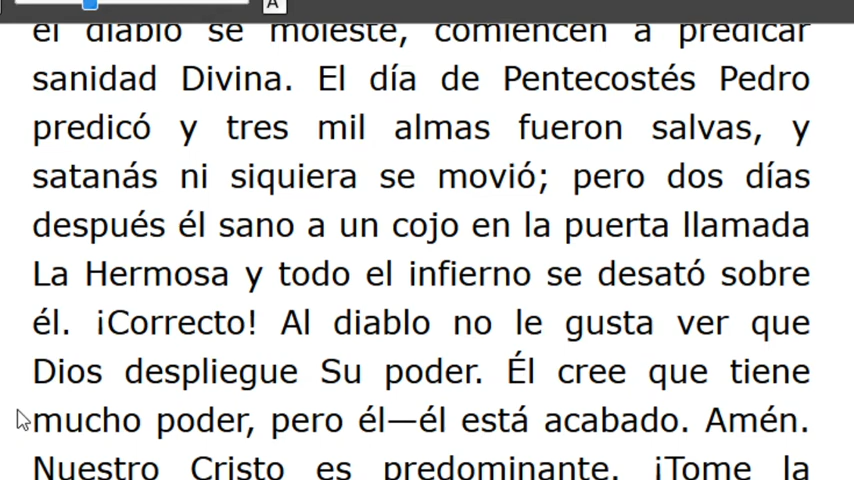 A
el diablo se moleste, comiencen a predicar
sanidad Divina. El día de Pentecostés Pedro
predicó y tres mil almas fueron salvas, y
satanás ni siquiera se movió; pero dos días
después él sano a un cojo en la puerta llamada
La Hermosa y todo el infierno se desató sobre
él. ¡Correcto! Al diablo no le gusta ver que
Dios despliegue Su poder. Él cree que tiene
mucho poder, pero él—él está acabado. Amén.
Nuestro Cristo es predominante. ¡Tome la